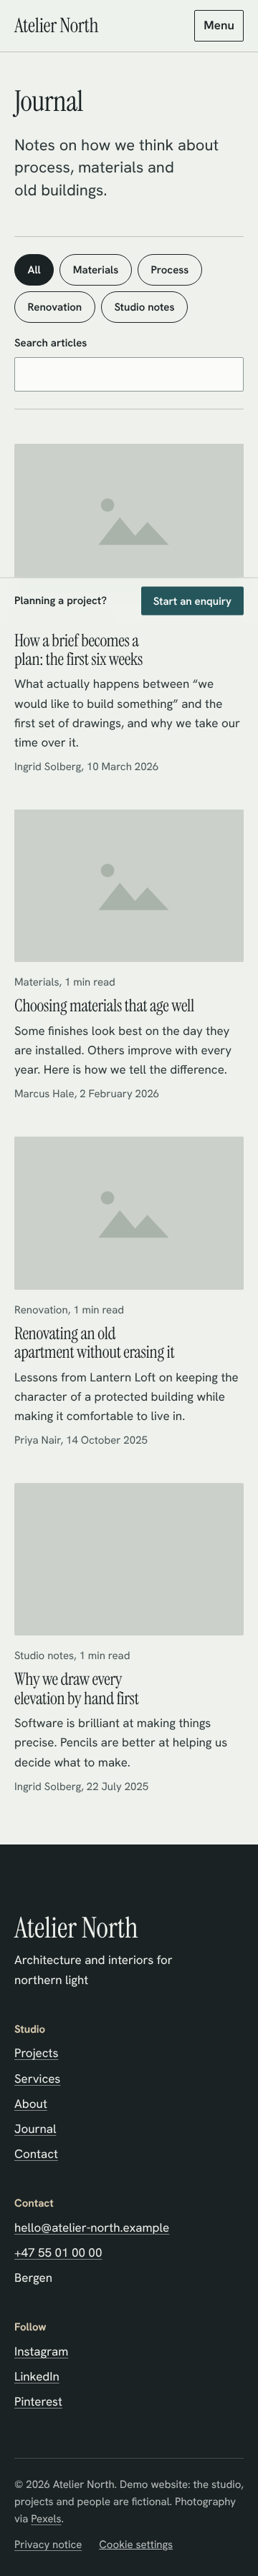 Atelier North
Menu
Journal
Notes on how we think about
process, materials and
old buildings.
All
Materials
Process
Renovation
Studio notes
Search articles
Planning a project?
Start an enquiry
How a brief becomes a
plan: the first six weeks
What actually happens between “we
would like to build something” and the
first set of drawings, and why we take our
time over it.
Ingrid Solberg, 10 March 2026
Materials, 1 min read
Choosing materials that age well
Some finishes look best on the day they
are installed. Others improve with every
year. Here is how we tell the difference.
Marcus Hale, 2 February 2026
Renovation, 1 min read
Renovating an old
apartment without erasing it
Lessons from Lantern Loft on keeping the
character of a protected building while
making it comfortable to live in.
Priya Nair, 14 October 2025
Studio notes, 1 min read
Why we draw every
elevation by hand first
Software is brilliant at making things
precise. Pencils are better at helping us
decide what to make.
Ingrid Solberg, 22 July 2025
Atelier North
Architecture and interiors for
northern light
Studio
Projects
Services
About
Journal
Contact
Contact
hello@atelier-north.example
+47 55 01 00 00
Bergen
Follow
Instagram
LinkedIn
Pinterest
© 2026 Atelier North. Demo website: the studio,
projects and people are fictional. Photography
via Pexels.
Privacy notice
Cookie settings